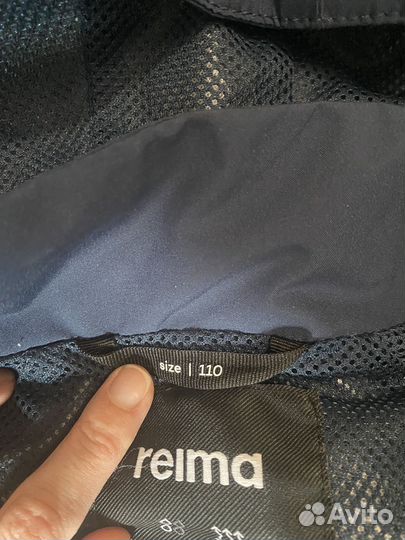 size | 110
reima
Avito